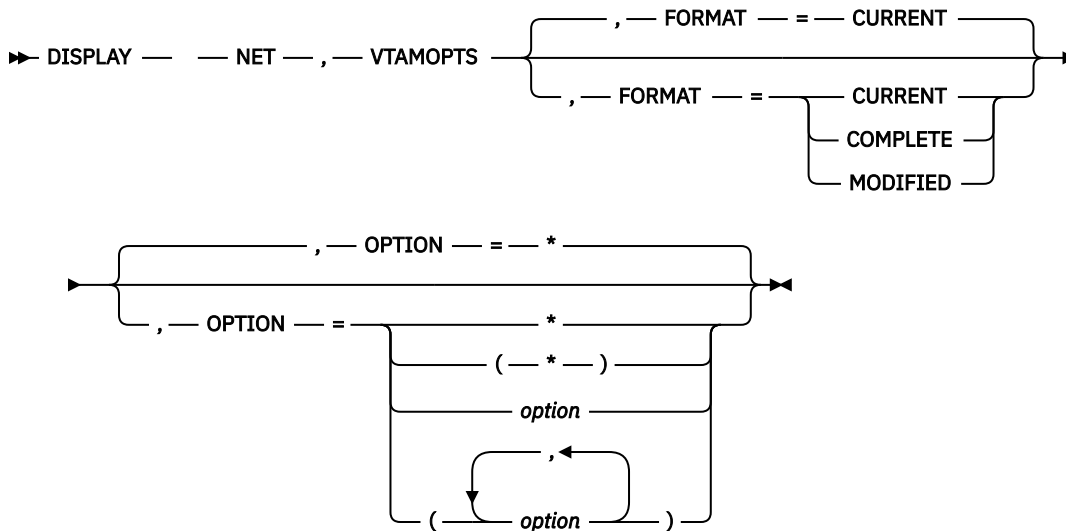 , FORMAT = CURRENT
DISPLAY NET , VTAMOPTS
, FORMAT = CURRENT
COMPLETE
MODIFIED
, OPTION = *
, OPTION = *
( * )
option
,
( option )